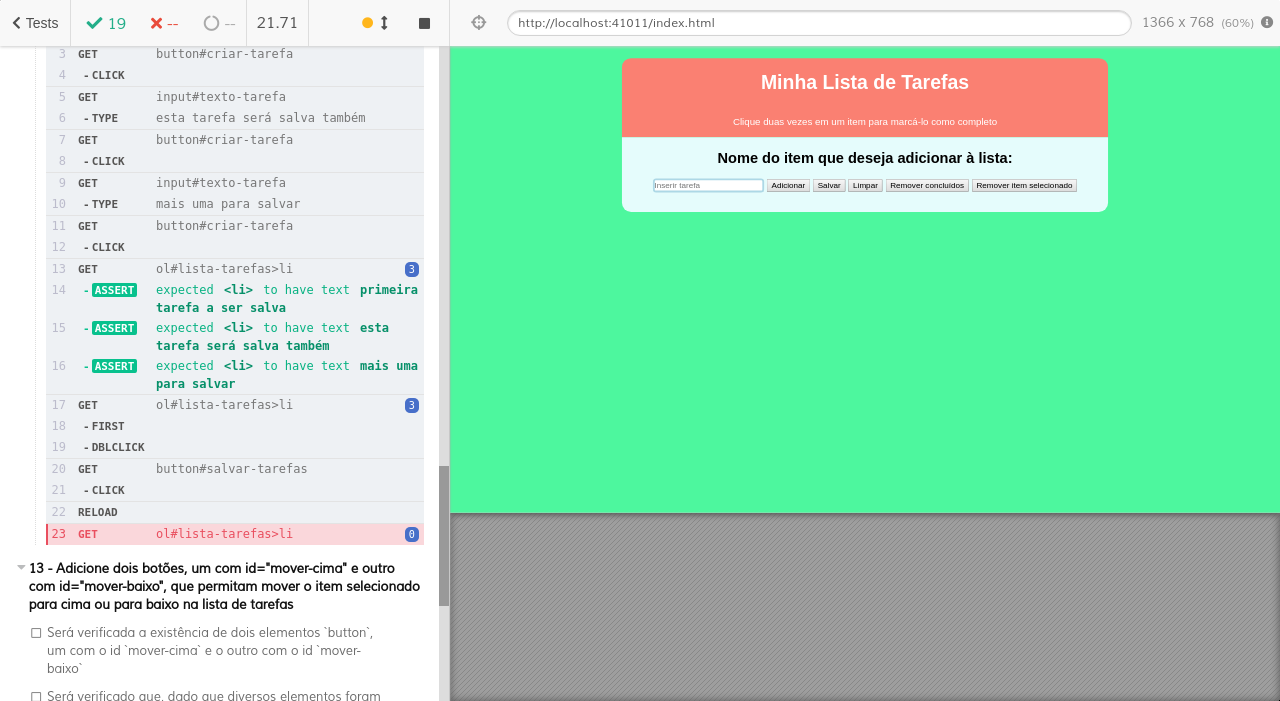 Tests 19 -- -- 21.71
http://localhost:41011/index.html 1366 x 768 (60%)
3 GET button#criar-tarefa
4 -CLICK
5 GET input#texto-tarefa
6 -TYPE esta tarefa será salva também
7 GET button#criar-tarefa
8 -CLICK
9 GET input#texto-tarefa
10 -TYPE mais uma para salvar
11 GET button#criar-tarefa
12 -CLICK
13 GET ol#lista-tarefas>li 3
14 -ASSERT expected <li> to have text primeira
tarefa a ser salva
15 -ASSERT expected <li> to have text esta
tarefa será salva também
16 -ASSERT expected <li> to have text mais uma
para salvar
17 GET ol#lista-tarefas>li 3
18 -FIRST
19 -DBLCLICK
20 GET button#salvar-tarefas
21 -CLICK
22 RELOAD
23 GET ol#lista-tarefas>li 0
13 - Adicione dois botões, um com id="mover-cima" e outro
com id="mover-baixo", que permitam mover o item selecionado
para cima ou para baixo na lista de tarefas
Será verificada a existência de dois elementos `button`,
um com o id `mover-cima` e o outro com o id `mover-
baixo`
Será verificado que, dado que diversos elementos foram
Minha Lista de Tarefas
Clique duas vezes em um item para marcá-lo como completo
Nome do item que deseja adicionar à lista:
Inserir tarefa Adicionar Salvar Limpar Remover concluídos Remover item selecionado